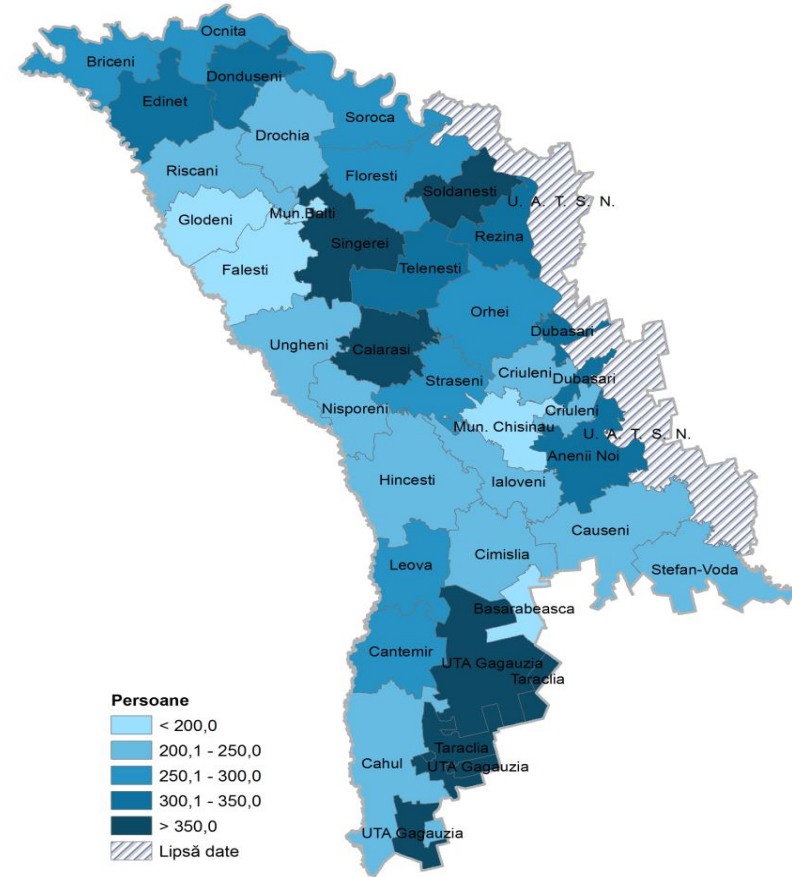 Ocnita
Briceni
Donduseni
Edinet
Soroca
Drochia
Riscani
Floresti
Soldanesti
U. A. T. S. N.
Glodeni
Mun.Balti
Rezina
Singerei
Telenesti
Falesti
Orhei
Dubasari
Ungheni
Calarasi
Criuleni
Dubasari
Straseni
Nisporeni
Criuleni
Mun. Chisinau
U. A. T. S. N.
Anenii Noi
Hincesti
Ialoveni
Causeni
Cimislia
Leova
Stefan-Voda
Basarabeasca
Cantemir
UTA Gagauzia
Taraclia
Taraclia
Cahul
UTA Gagauzia
UTA Gagauzia
Persoane
< 200,0
200,1 - 250,0
250,1 - 300,0
300,1 - 350,0
> 350,0
Lipsă date